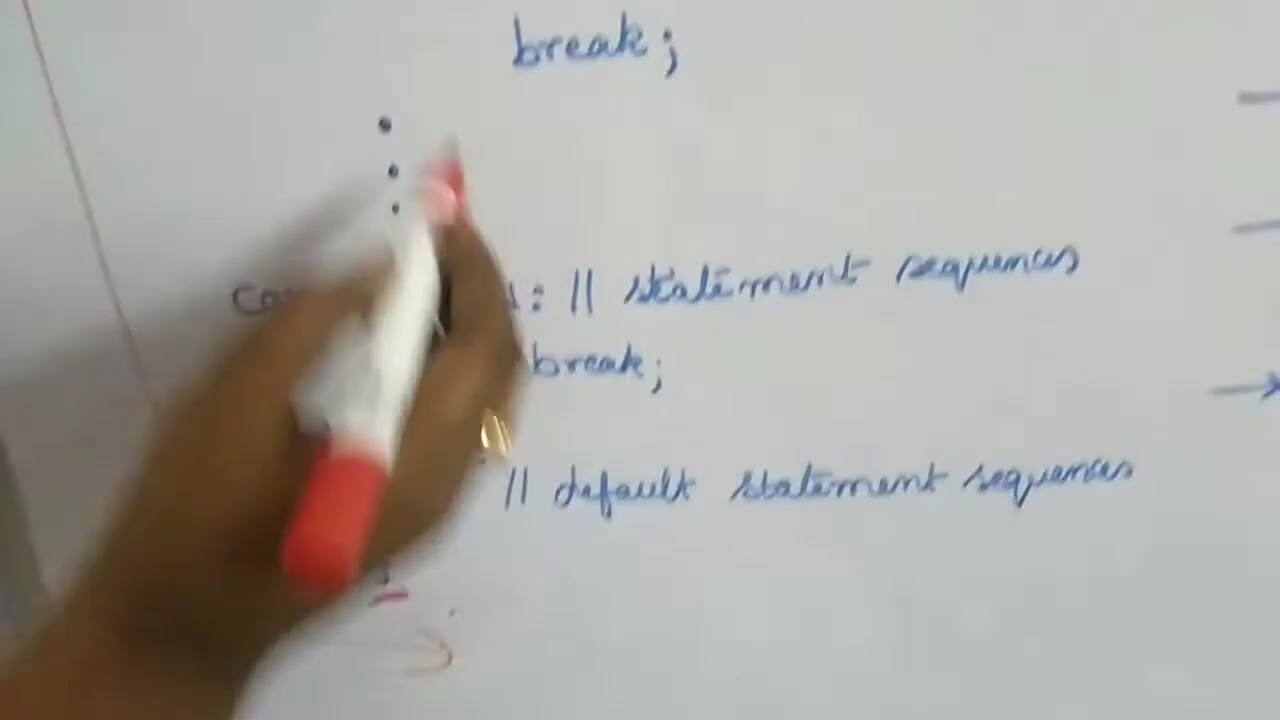 break;
: // statement sequences
break;
// default statement sequences